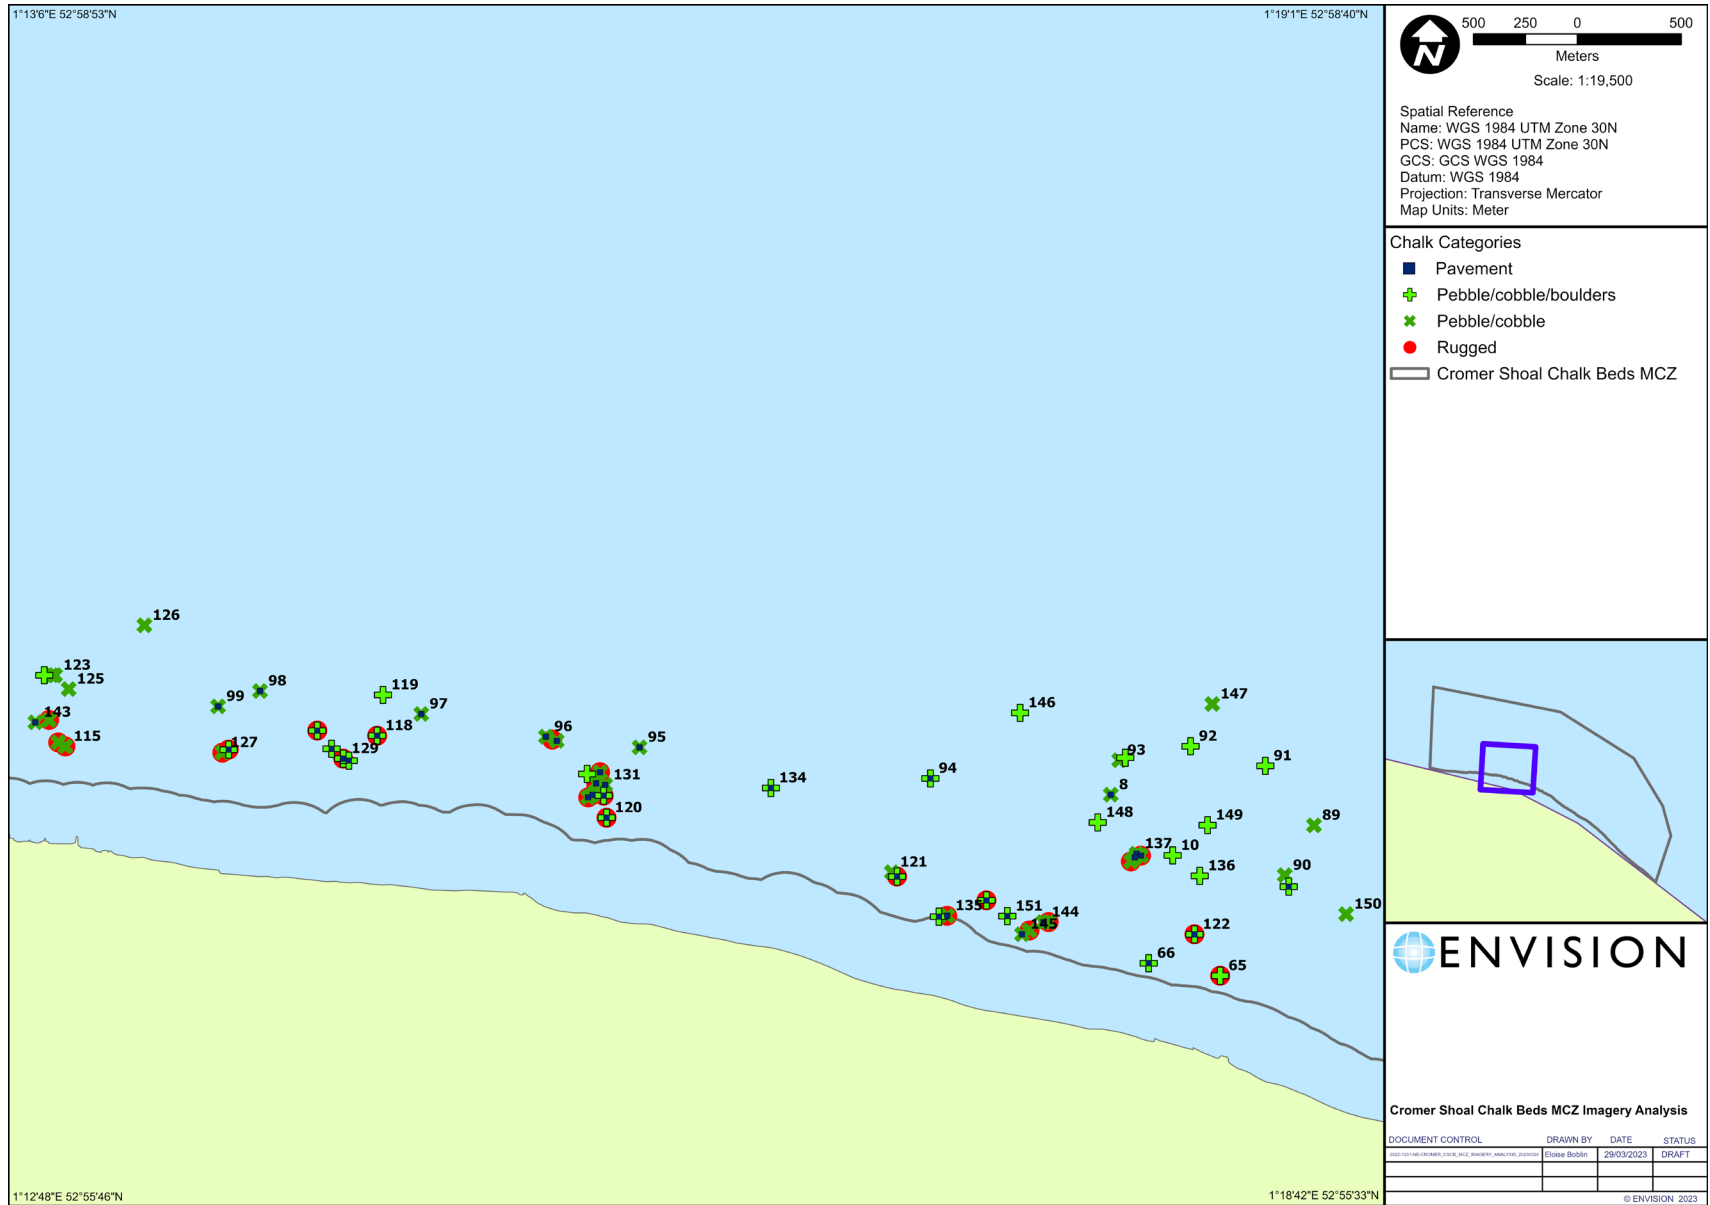 1°13'6"E 52°58'53"N
1°19'1"E 52°58'40"N
126
123
125
98
99
119
97
143
118
115
127
129
96
95
131
120
134
94
146
147
92
93
91
8
148
149
89
137
10
136
90
121
135
151
144
145
150
122
66
65
1°12'48"E 52°55'46"N
1°18'42"E 52°55'33"N
N
500 250 0 500
Meters
Scale: 1:19,500
Spatial Reference
Name: WGS 1984 UTM Zone 30N
PCS: WGS 1984 UTM Zone 30N
GCS: GCS WGS 1984
Datum: WGS 1984
Projection: Transverse Mercator
Map Units: Meter
Chalk Categories
Pavement
Pebble/cobble/boulders
Pebble/cobble
Rugged
Cromer Shoal Chalk Beds MCZ
ENVISION
Cromer Shoal Chalk Beds MCZ Imagery Analysis
DOCUMENT CONTROL DRAWN BY DATE STATUS
Eloise Boblin 29/03/2023 DRAFT
© ENVISION 2023